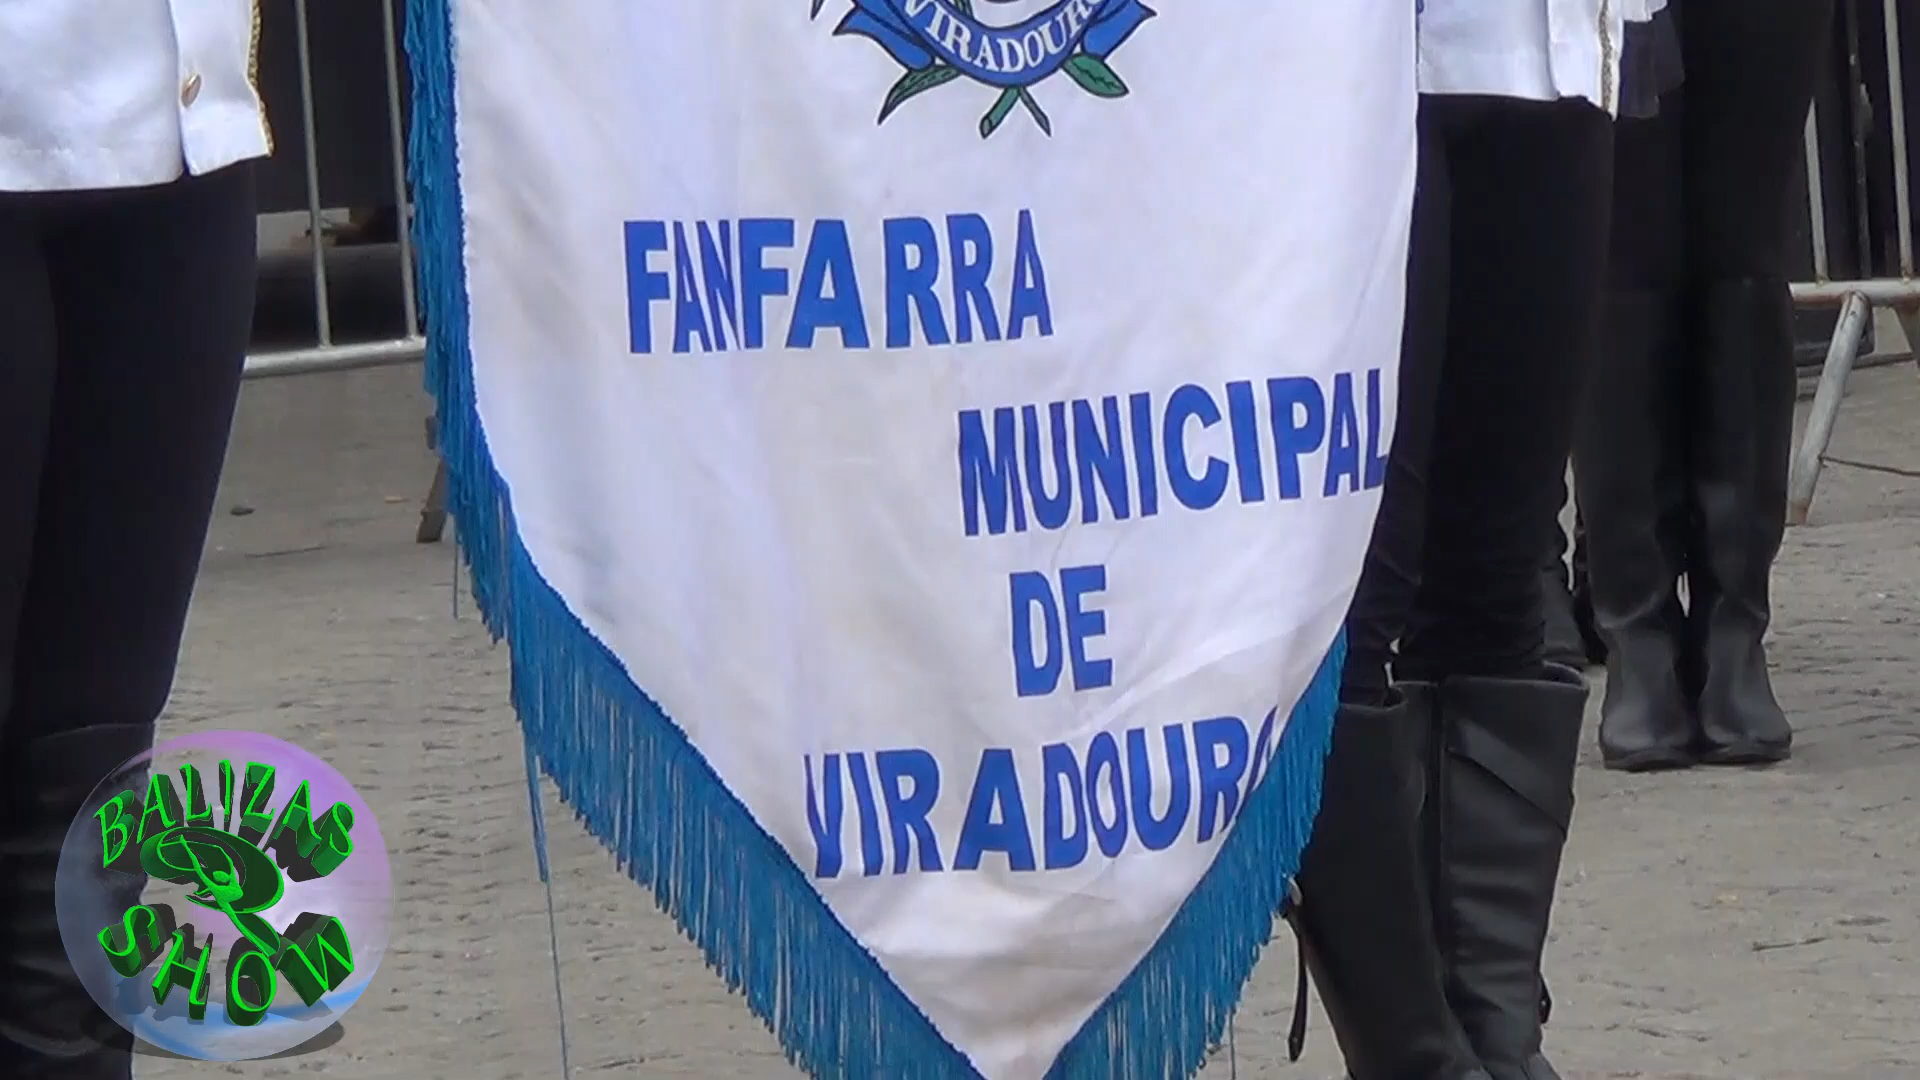 VIRADOURO
FANFARRA
MUNICIPAL
DE
VIRADOURO
BALIZAS
SHOW